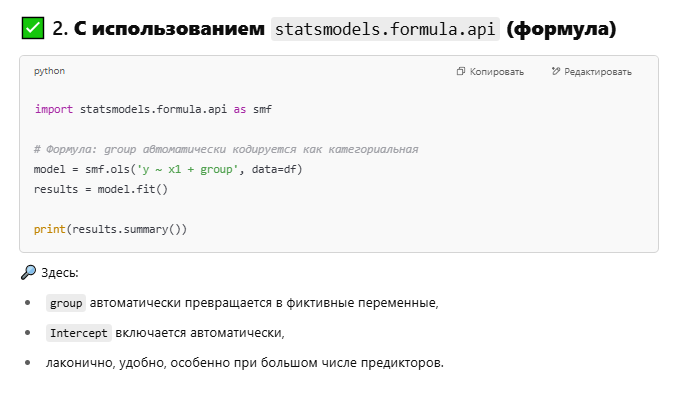 ✅ 2. С использованием statsmodels.formula.api (формула)
python Копировать Редактировать
import statsmodels.formula.api as smf
# Формула: group автоматически кодируется как категориальная
model = smf.ols('y ~ x1 + group', data=df)
results = model.fit()
print(results.summary())
🔎 Здесь:
• group автоматически превращается в фиктивные переменные,
• Intercept включается автоматически,
• лаконично, удобно, особенно при большом числе предикторов.